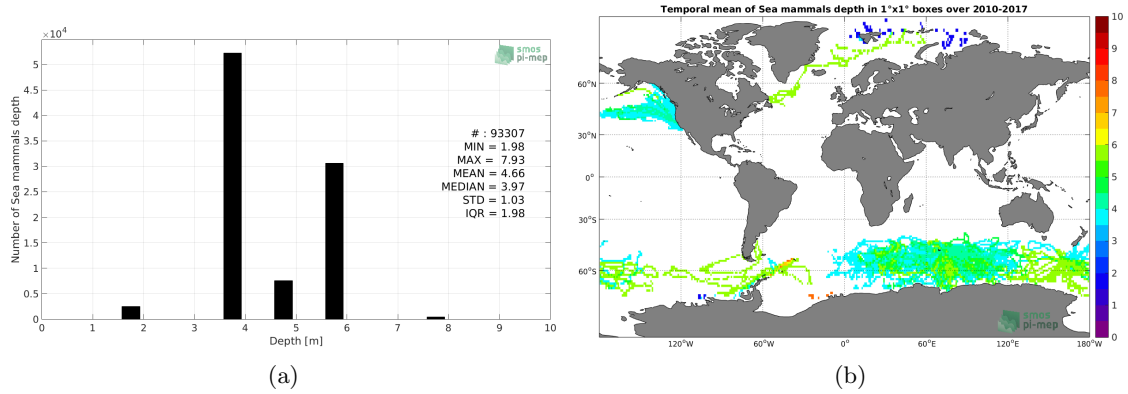 ×10⁴
5
4.5
4
3.5
3
2.5
2
1.5
1
0.5
0
0 1 2 3 4 5 6 7 8 9 10
Number of Sea mammals depth
Depth [m]
smos
pi-mep
# : 93307
MIN = 1.98
MAX = 7.93
MEAN = 4.66
MEDIAN = 3.97
STD = 1.03
IQR = 1.98
(a)
Temporal mean of Sea mammals depth in 1°x1° boxes over 2010-2017
60°N
30°N
0°
30°S
60°S
120°W 60°W 0° 60°E 120°E 180°W
smos
pi-mep
10
9
8
7
6
5
4
3
2
1
0
(b)